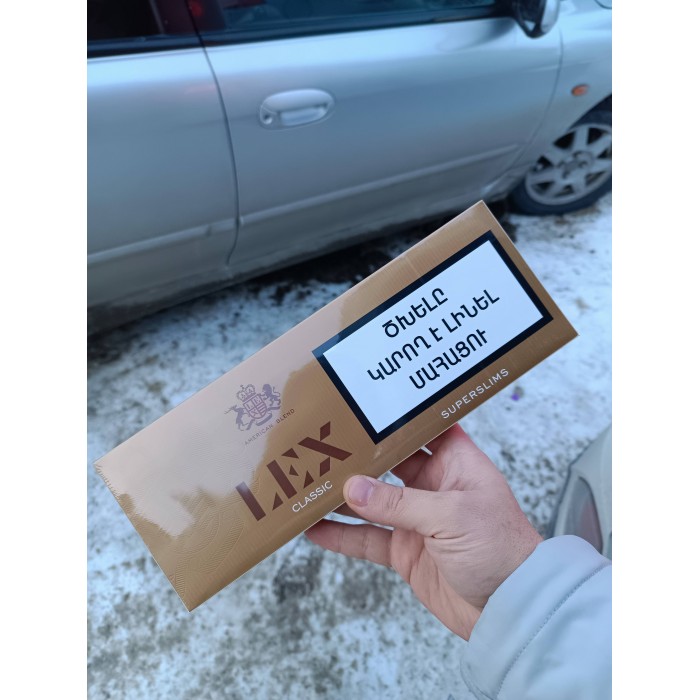 ԾԽԵԼԸ
ԿԱՐՈՂ Է ԼԻՆԵԼ
ՄԱՀԱՑՈՒ
AMERICAN BLEND
LEX
CLASSIC
SUPERSLIMS